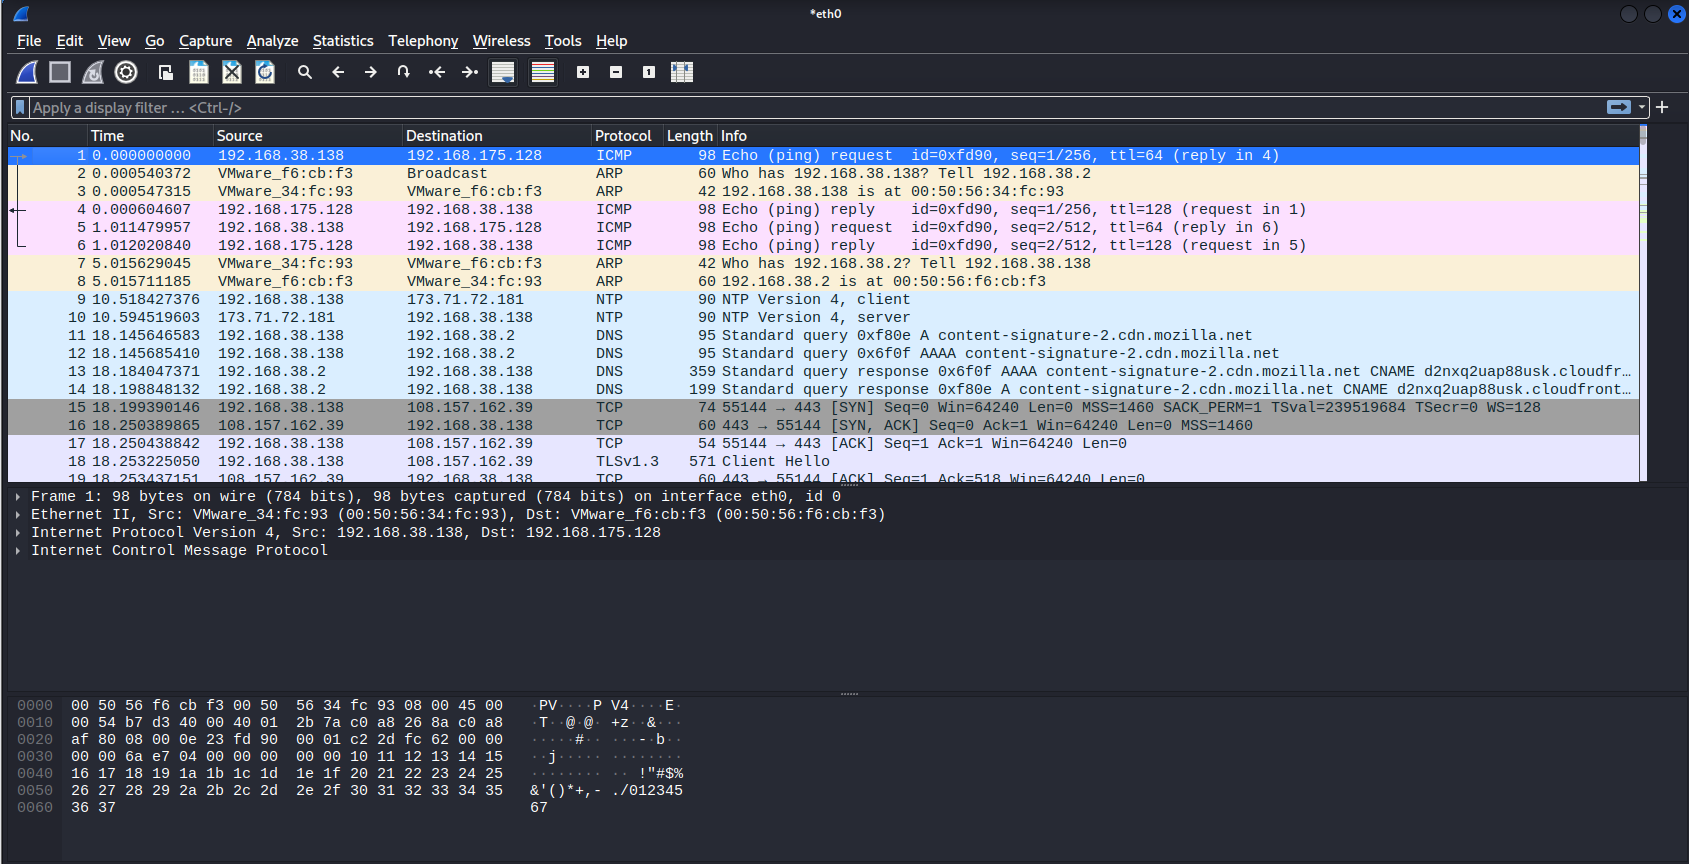 *eth0
File Edit View Go Capture Analyze Statistics Telephony Wireless Tools Help
Apply a display filter … <Ctrl-/>
No. Time Source Destination Protocol Length Info
1 0.000000000 192.168.38.138 192.168.175.128 ICMP 98 Echo (ping) request id=0xfd90, seq=1/256, ttl=64 (reply in 4)
2 0.000540372 VMware_f6:cb:f3 Broadcast ARP 60 Who has 192.168.38.138? Tell 192.168.38.2
3 0.000547315 VMware_34:fc:93 VMware_f6:cb:f3 ARP 42 192.168.38.138 is at 00:50:56:34:fc:93
4 0.000604607 192.168.175.128 192.168.38.138 ICMP 98 Echo (ping) reply id=0xfd90, seq=1/256, ttl=128 (request in 1)
5 1.011479957 192.168.38.138 192.168.175.128 ICMP 98 Echo (ping) request id=0xfd90, seq=2/512, ttl=64 (reply in 6)
6 1.012020840 192.168.175.128 192.168.38.138 ICMP 98 Echo (ping) reply id=0xfd90, seq=2/512, ttl=128 (request in 5)
7 5.015629045 VMware_34:fc:93 VMware_f6:cb:f3 ARP 42 Who has 192.168.38.2? Tell 192.168.38.138
8 5.015711185 VMware_f6:cb:f3 VMware_34:fc:93 ARP 60 192.168.38.2 is at 00:50:56:f6:cb:f3
9 10.518427376 192.168.38.138 173.71.72.181 NTP 90 NTP Version 4, client
10 10.594519603 173.71.72.181 192.168.38.138 NTP 90 NTP Version 4, server
11 18.145646583 192.168.38.138 192.168.38.2 DNS 95 Standard query 0xf80e A content-signature-2.cdn.mozilla.net
12 18.145685410 192.168.38.138 192.168.38.2 DNS 95 Standard query 0x6f0f AAAA content-signature-2.cdn.mozilla.net
13 18.184047371 192.168.38.2 192.168.38.138 DNS 359 Standard query response 0x6f0f AAAA content-signature-2.cdn.mozilla.net CNAME d2nxq2uap88usk.cloudfr…
14 18.198848132 192.168.38.2 192.168.38.138 DNS 199 Standard query response 0xf80e A content-signature-2.cdn.mozilla.net CNAME d2nxq2uap88usk.cloudfront…
15 18.199390146 192.168.38.138 108.157.162.39 TCP 74 55144 → 443 [SYN] Seq=0 Win=64240 Len=0 MSS=1460 SACK_PERM=1 TSval=239519684 TSecr=0 WS=128
16 18.250389865 108.157.162.39 192.168.38.138 TCP 60 443 → 55144 [SYN, ACK] Seq=0 Ack=1 Win=64240 Len=0 MSS=1460
17 18.250438842 192.168.38.138 108.157.162.39 TCP 54 55144 → 443 [ACK] Seq=1 Ack=1 Win=64240 Len=0
18 18.253225050 192.168.38.138 108.157.162.39 TLSv1.3 571 Client Hello
19 18.253437151 108.157.162.39 192.168.38.138 TCP 60 443 → 55144 [ACK] Seq=1 Ack=518 Win=64240 Len=0
Frame 1: 98 bytes on wire (784 bits), 98 bytes captured (784 bits) on interface eth0, id 0
Ethernet II, Src: VMware_34:fc:93 (00:50:56:34:fc:93), Dst: VMware_f6:cb:f3 (00:50:56:f6:cb:f3)
Internet Protocol Version 4, Src: 192.168.38.138, Dst: 192.168.175.128
Internet Control Message Protocol
0000 00 50 56 f6 cb f3 00 50 56 34 fc 93 08 00 45 00 ·PV····P V4····E·
0010 00 54 b7 d3 40 00 40 01 2b 7a c0 a8 26 8a c0 a8 ·T··@·@· +z··&···
0020 af 80 08 00 0e 23 fd 90 00 01 c2 2d fc 62 00 00 ·····#·· ···-·b··
0030 00 00 6a e7 04 00 00 00 00 00 10 11 12 13 14 15 ··j····· ········
0040 16 17 18 19 1a 1b 1c 1d 1e 1f 20 21 22 23 24 25 ········ ·· !"#$%
0050 26 27 28 29 2a 2b 2c 2d 2e 2f 30 31 32 33 34 35 &'()*+,- ./012345
0060 36 37 67